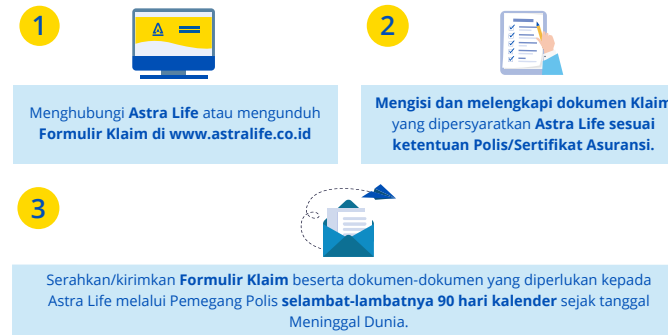 1
Menghubungi Astra Life atau mengunduh
Formulir Klaim di www.astralife.co.id
2
Mengisi dan melengkapi dokumen Klaim
yang dipersyaratkan Astra Life sesuai
ketentuan Polis/Sertifikat Asuransi.
3
Serahkan/kirimkan Formulir Klaim beserta dokumen-dokumen yang diperlukan kepada
Astra Life melalui Pemegang Polis selambat-lambatnya 90 hari kalender sejak tanggal
Meninggal Dunia.